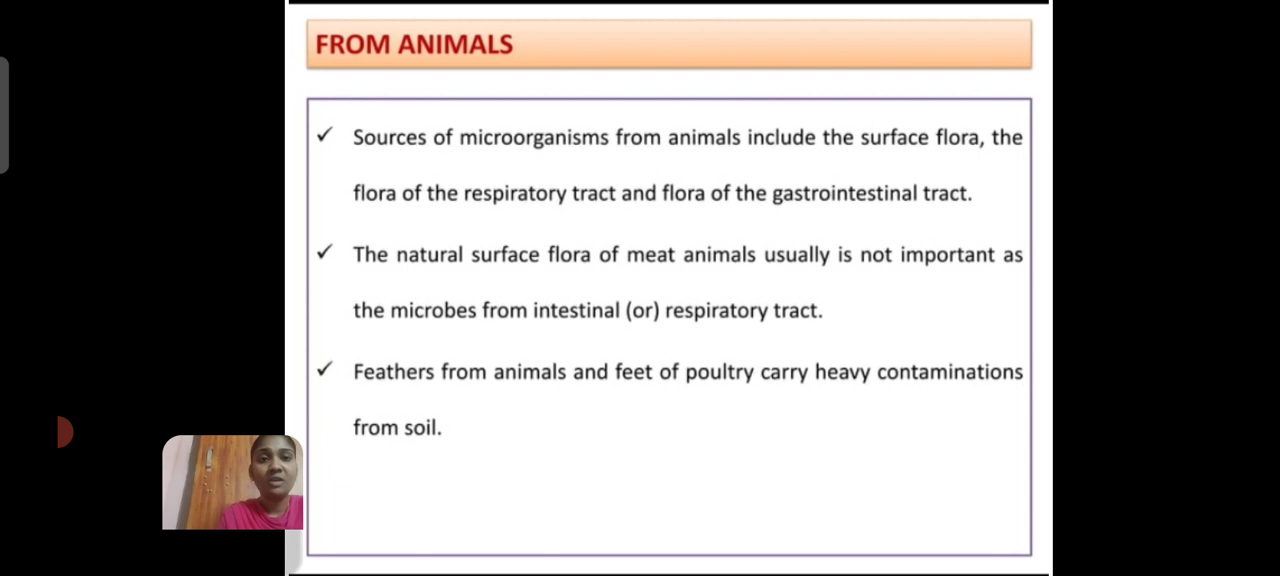 FROM ANIMALS
✓ Sources of microorganisms from animals include the surface flora, the
flora of the respiratory tract and flora of the gastrointestinal tract.
✓ The natural surface flora of meat animals usually is not important as
the microbes from intestinal (or) respiratory tract.
✓ Feathers from animals and feet of poultry carry heavy contaminations
from soil.